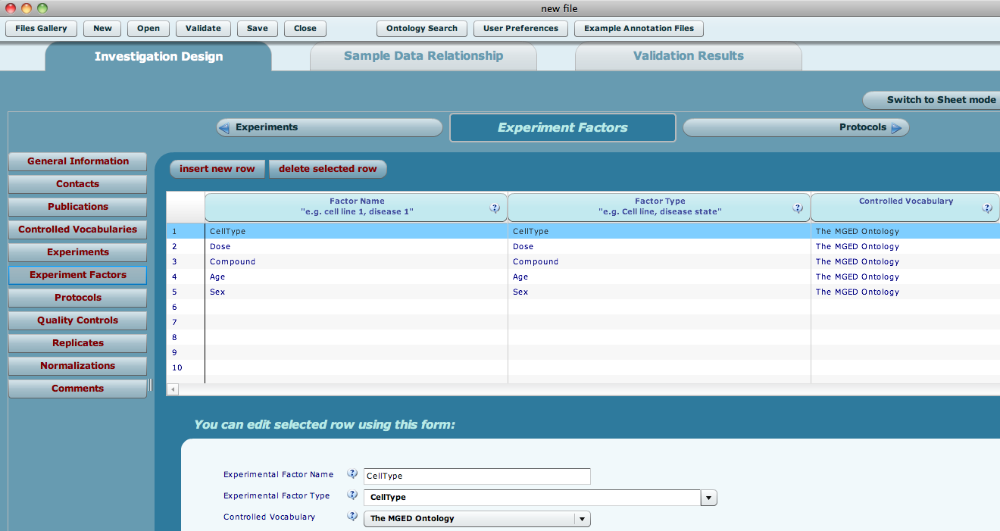 new file
Files Gallery New Open Validate Save Close Ontology Search User Preferences Example Annotation Files
Investigation Design Sample Data Relationship Validation Results
Switch to Sheet mode
Experiments Experiment Factors Protocols
General Information
Contacts
Publications
Controlled Vocabularies
Experiments
Experiment Factors
Protocols
Quality Controls
Replicates
Normalizations
Comments
insert new row delete selected row
Factor Name Factor Type Controlled Vocabulary
"e.g. cell line 1, disease 1" ? "e.g. Cell line, disease state" ? ?
1 CellType CellType The MGED Ontology
2 Dose Dose The MGED Ontology
3 Compound Compound The MGED Ontology
4 Age Age The MGED Ontology
5 Sex Sex The MGED Ontology
6
7
8
9
10
You can edit selected row using this form:
Experimental Factor Name ? CellType
Experimental Factor Type ? CellType
Controlled Vocabulary ? The MGED Ontology